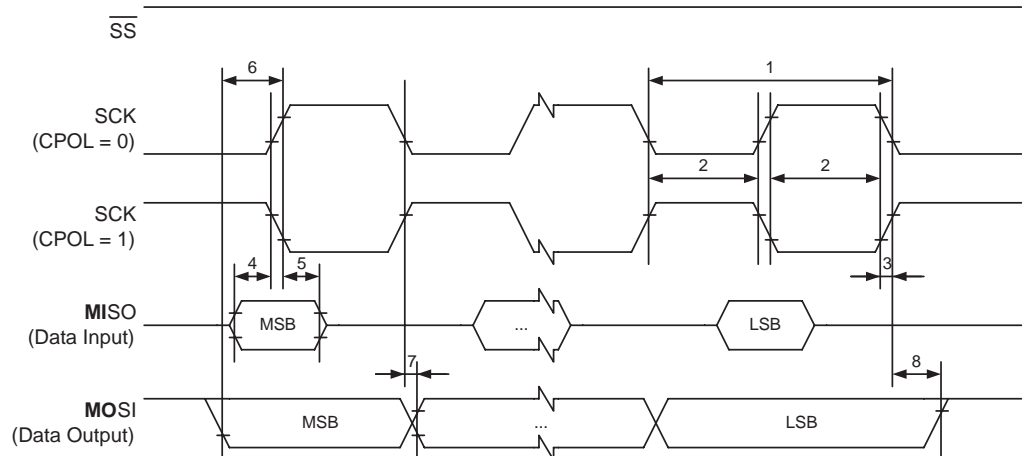 SS
6
1
SCK
(CPOL = 0)
2
2
SCK
(CPOL = 1)
4
5
3
MISO
(Data Input)
MSB
...
LSB
7
8
MOSI
(Data Output)
MSB
...
LSB